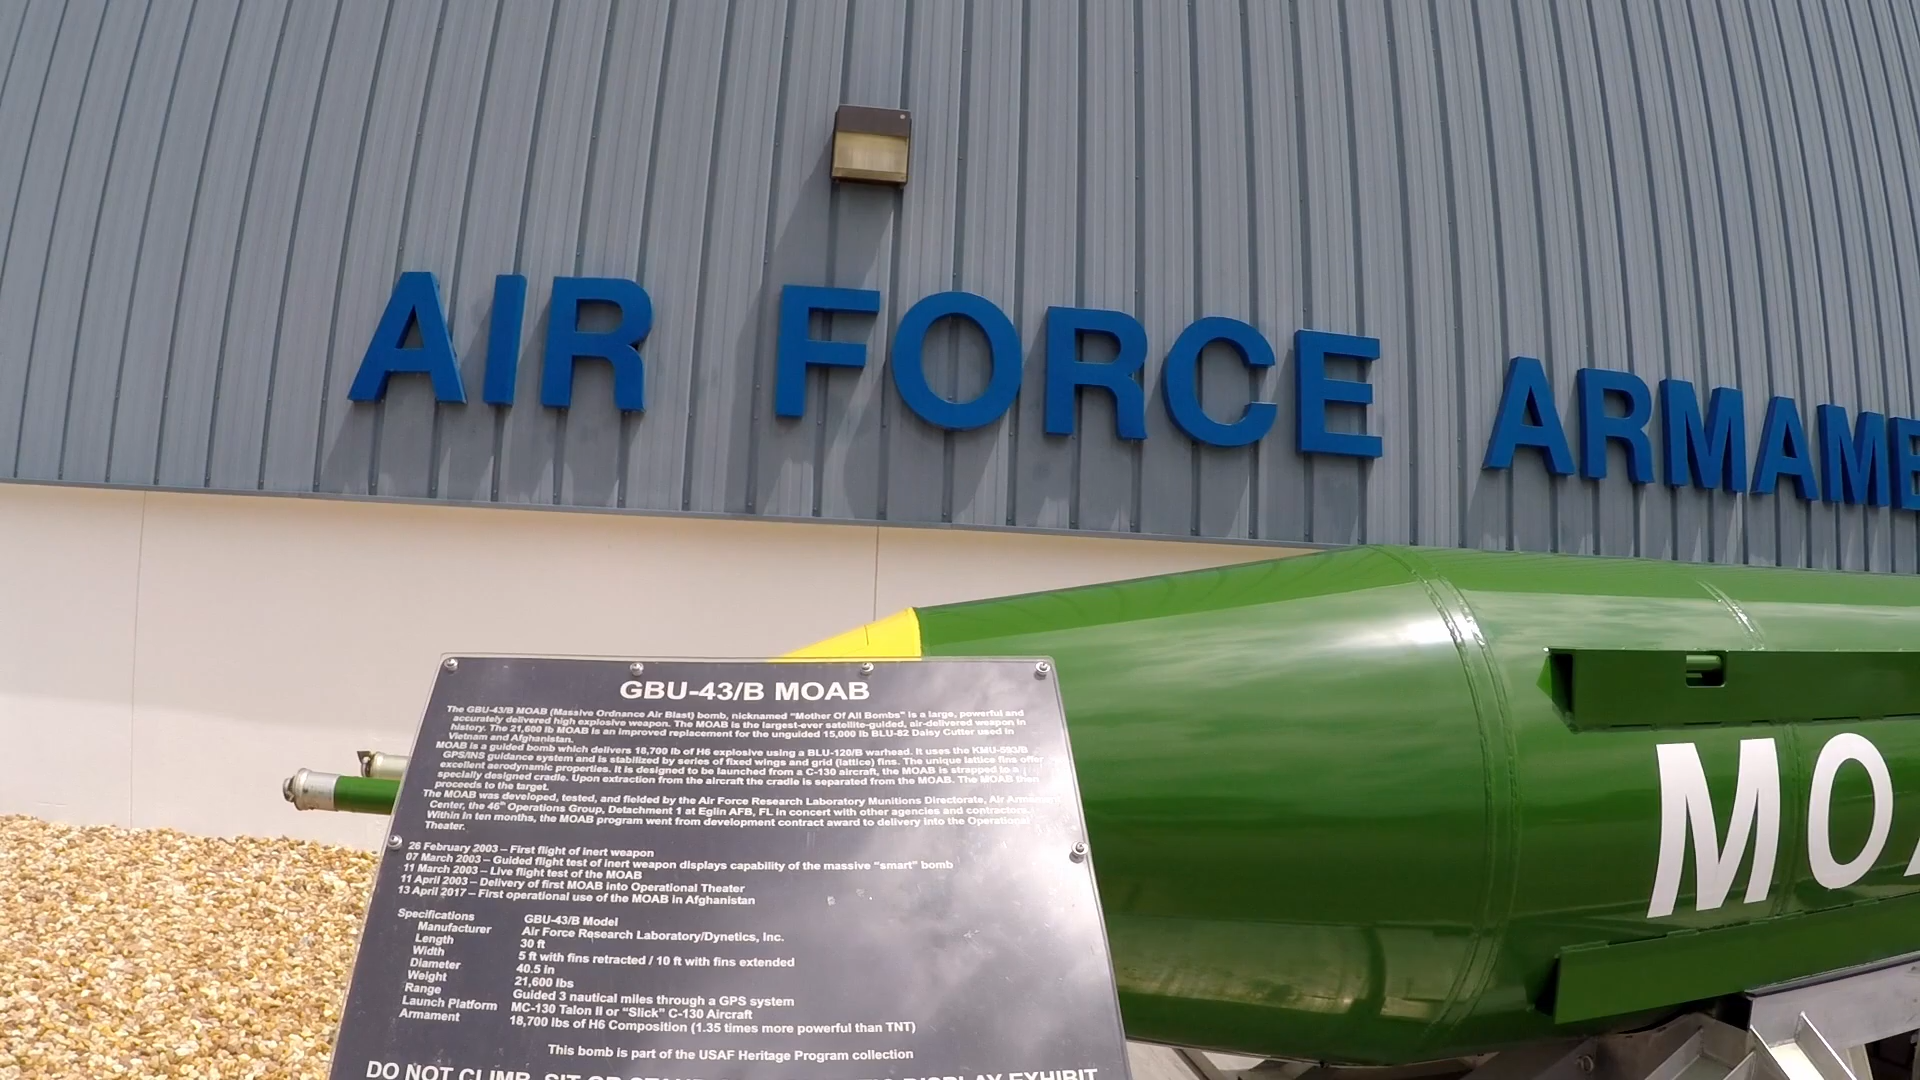 AIR FORCE ARMAME
MOA
GBU-43/B MOAB
The GBU-43/B MOAB (Massive Ordnance Air Blast) bomb, nicknamed “Mother Of All Bombs” is a large, powerful and
accurately delivered high explosive weapon. The MOAB is the largest-ever satellite-guided, air-delivered weapon in
history. The 21,600 lb MOAB is an improved replacement for the unguided 15,000 lb BLU-82 Daisy Cutter used in
Vietnam and Afghanistan.
MOAB is a guided bomb which delivers 18,700 lb of H6 explosive using a BLU-120/B warhead. It uses the KMU-593/B
GPS/INS guidance system and is stabilized by series of fixed wings and grid (lattice) fins. The unique lattice fins offer
excellent aerodynamic properties. It is designed to be launched from a C-130 aircraft, the MOAB is strapped to a
specially designed cradle. Upon extraction from the aircraft the cradle is separated from the MOAB. The MOAB then
proceeds to the target.
The MOAB was developed, tested, and fielded by the Air Force Research Laboratory Munitions Directorate, Air
Center, the 46th Operations Group, Detachment 1 at Eglin AFB, FL in concert with other agencies and contractors.
Within ten months, the MOAB program went from development contract award to delivery into the Operational
Theater.
26 February 2003 – First flight of inert weapon
07 March 2003 – Guided flight test of inert weapon displays capability of the massive “smart” bomb
11 March 2003 – Live flight test of the MOAB
11 April 2003 – Delivery of first MOAB into Operational Theater
13 April 2017 – First operational use of the MOAB in Afghanistan
Specifications GBU-43/B Model
Manufacturer Air Force Research Laboratory/Dynetics, Inc.
Length 30 ft
Width 5 ft with fins retracted / 10 ft with fins extended
Diameter 40.5 in
Weight 21,600 lbs
Range Guided 3 nautical miles through a GPS system
Launch Platform MC-130 Talon II or “Slick” C-130 Aircraft
Armament 18,700 lbs of H6 Composition (1.35 times more powerful than TNT)
This bomb is part of the USAF Heritage Program collection
DO NOT CLIMB, SIT OR DISPLAY EXHIBIT